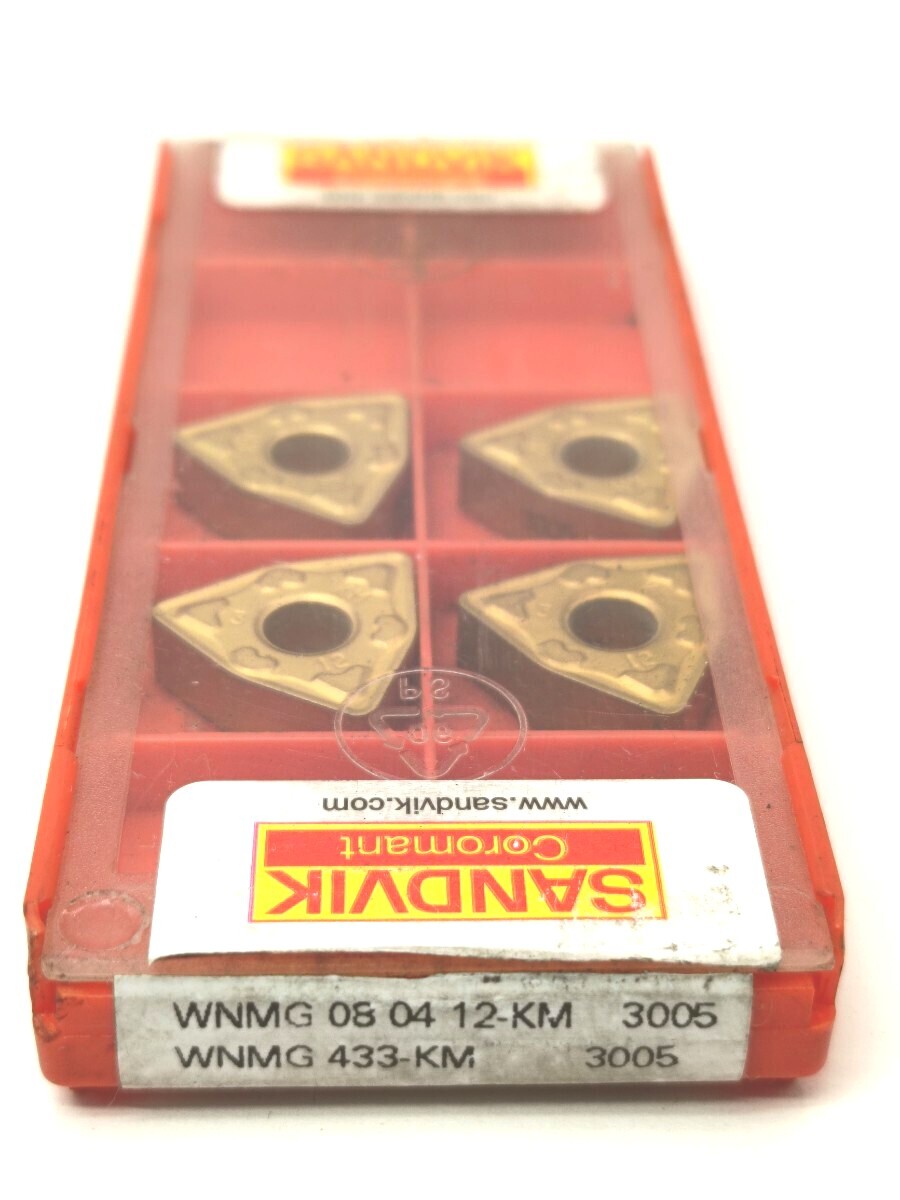 www.sandvik.com
Coromant
SANDVIK
WNMG 08 04 12-KM 3005
WNMG 433-KM 3005